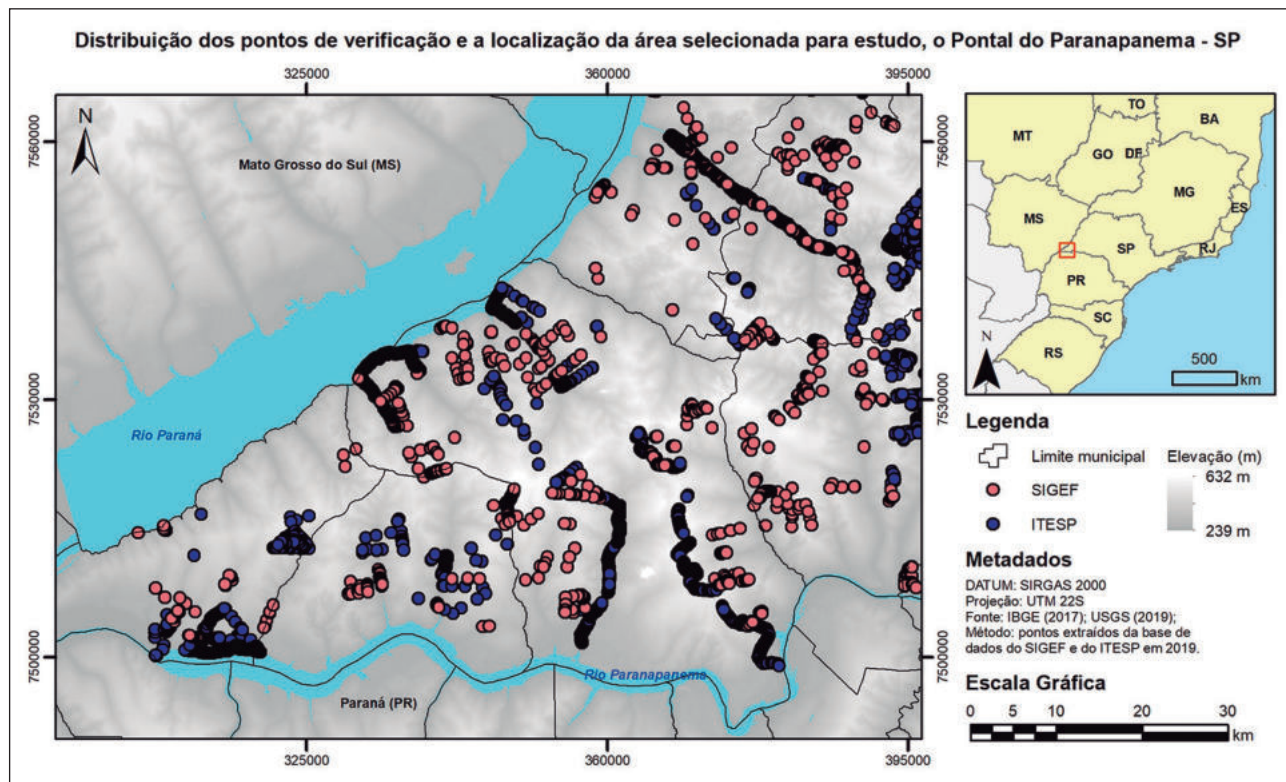 Distribuição dos pontos de verificação e a localização da área selecionada para estudo, o Pontal do Paranapanema - SP
325000 360000 395000
7560000
7530000
7500000
N
Mato Grosso do Sul (MS)
Rio Paraná
Rio Paranapanema
Paraná (PR)
7560000
7530000
7500000
325000 360000 395000
TO
BA
MT
GO
DF
MG
ES
MS
SP
RJ
PR
SC
RS
N
500
km
Legenda
Limite municipal
SIGEF
ITESP
Elevação (m)
632 m
239 m
Metadados
DATUM: SIRGAS 2000
Projeção: UTM 22S
Fonte: IBGE (2017); USGS (2019);
Método: pontos extraídos da base de
dados do SIGEF e do ITESP em 2019.
Escala Gráfica
0 5 10 20 30
km